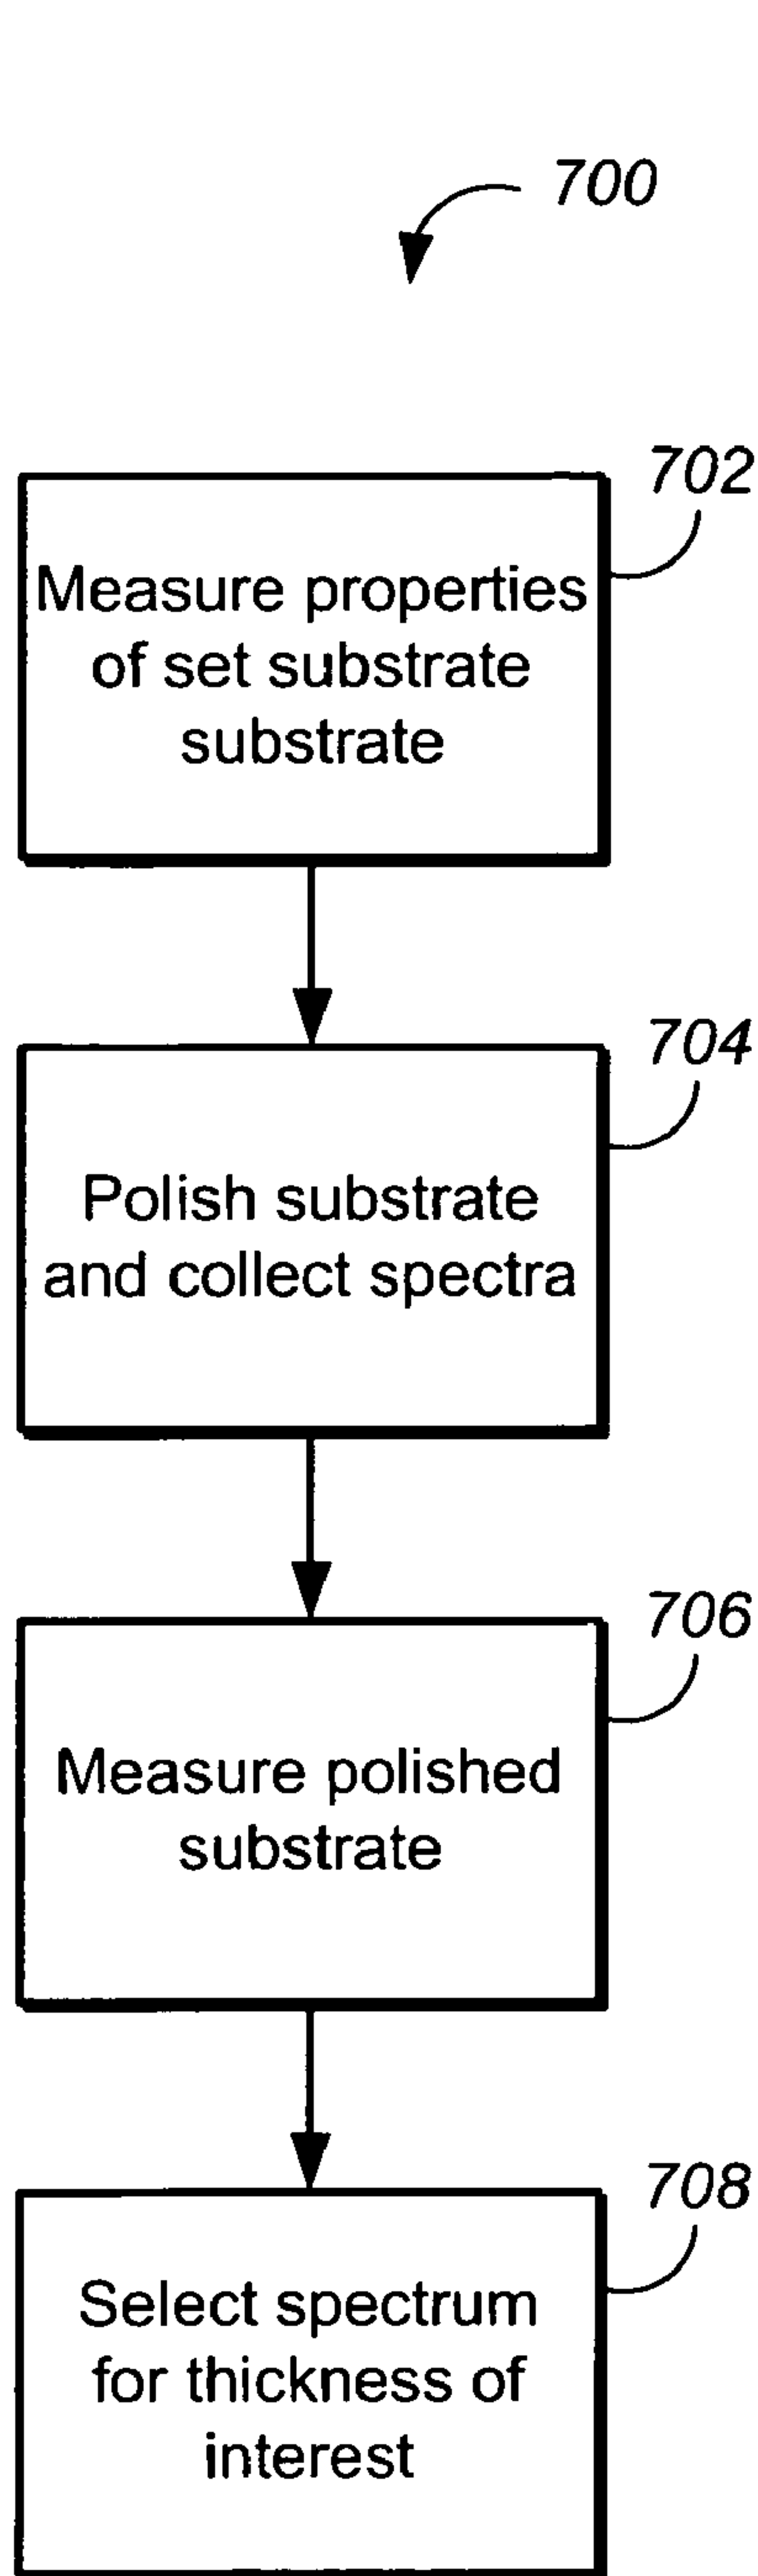 700
702
Measure properties
of set substrate
substrate
704
Polish substrate
and collect spectra
706
Measure polished
substrate
708
Select spectrum
for thickness of
interest